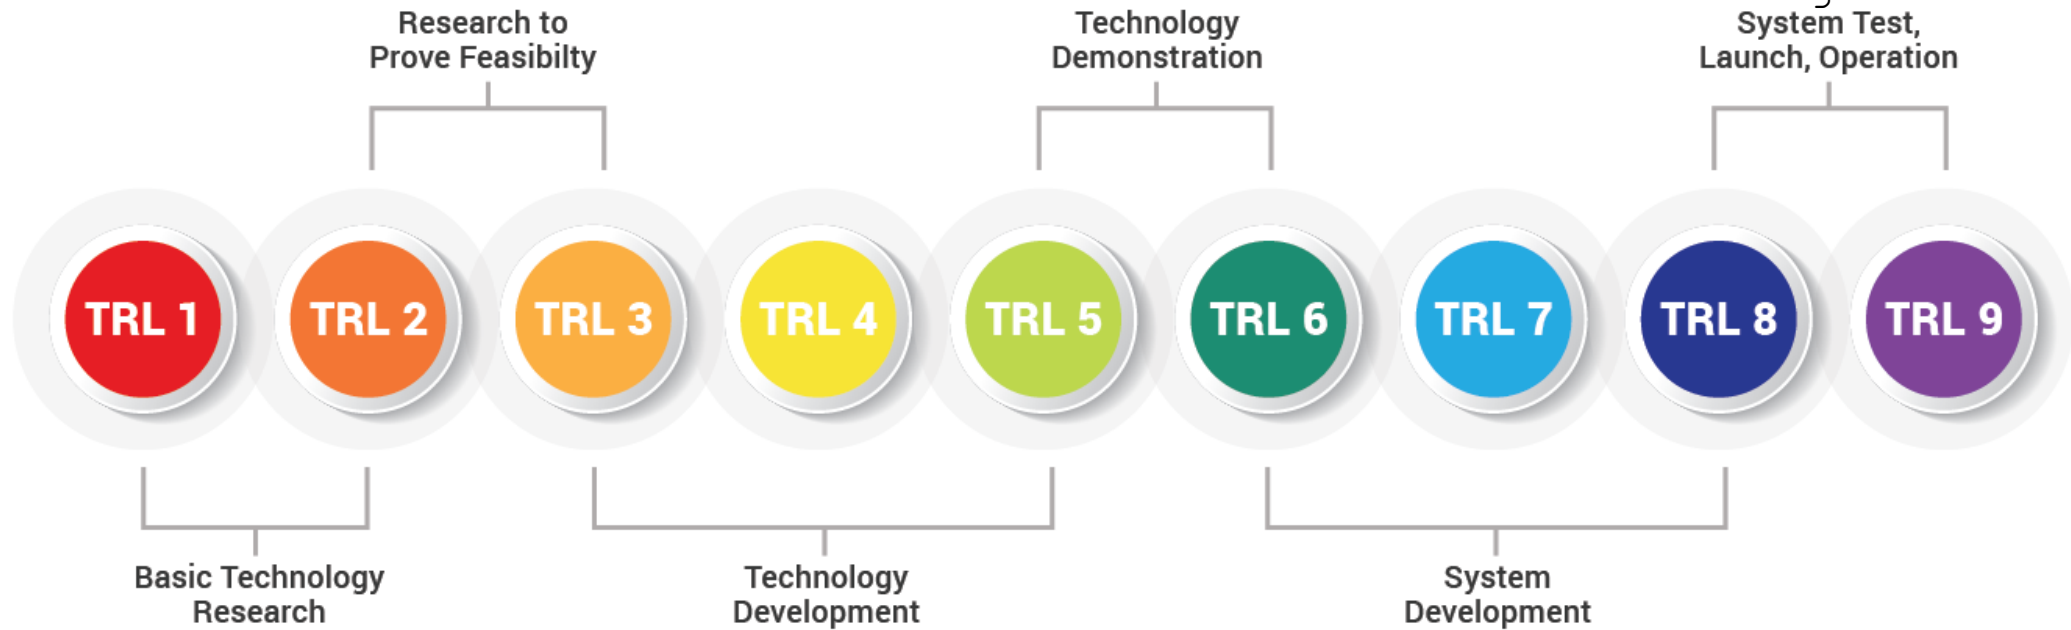 Research to
Prove Feasibilty
Technology
Demonstration
System Test,
Launch, Operation
TRL 1
TRL 2
TRL 3
TRL 4
TRL 5
TRL 6
TRL 7
TRL 8
TRL 9
Basic Technology
Research
Technology
Development
System
Development